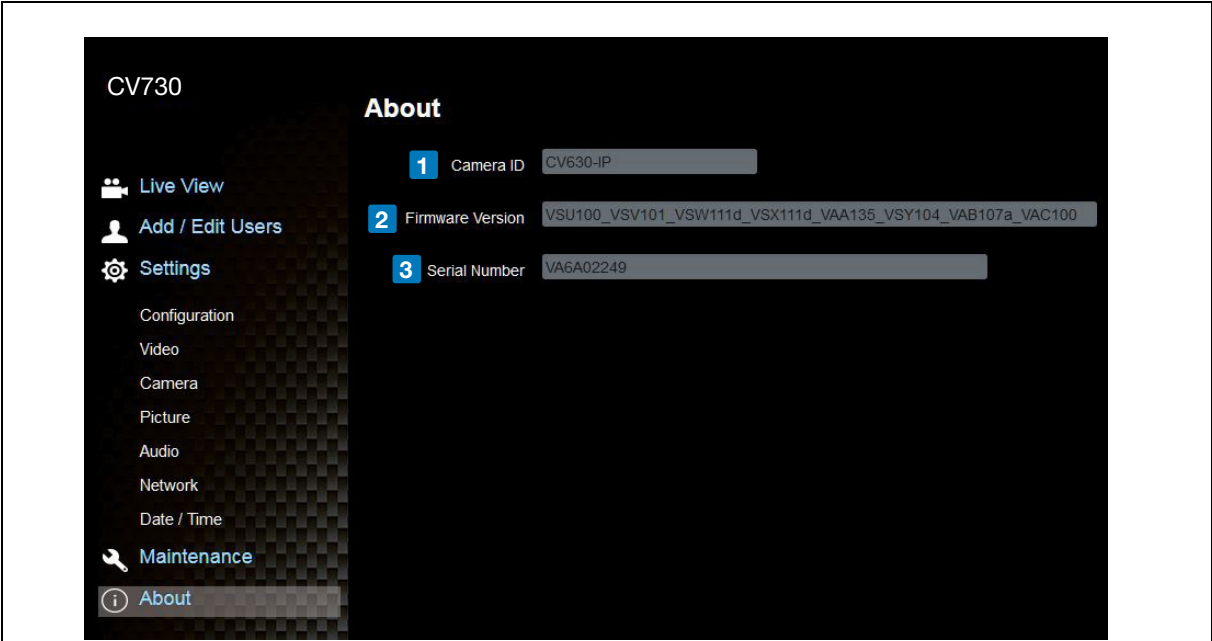 CV730
Live View
Add / Edit Users
Settings
Configuration
Video
Camera
Picture
Audio
Network
Date / Time
Maintenance
About
About
1 Camera ID CV630-IP
2 Firmware Version VSU100_VSV101_VSW111d_VSX111d_VAA135_VSY104_VAB107a_VAC100
3 Serial Number VA6A02249